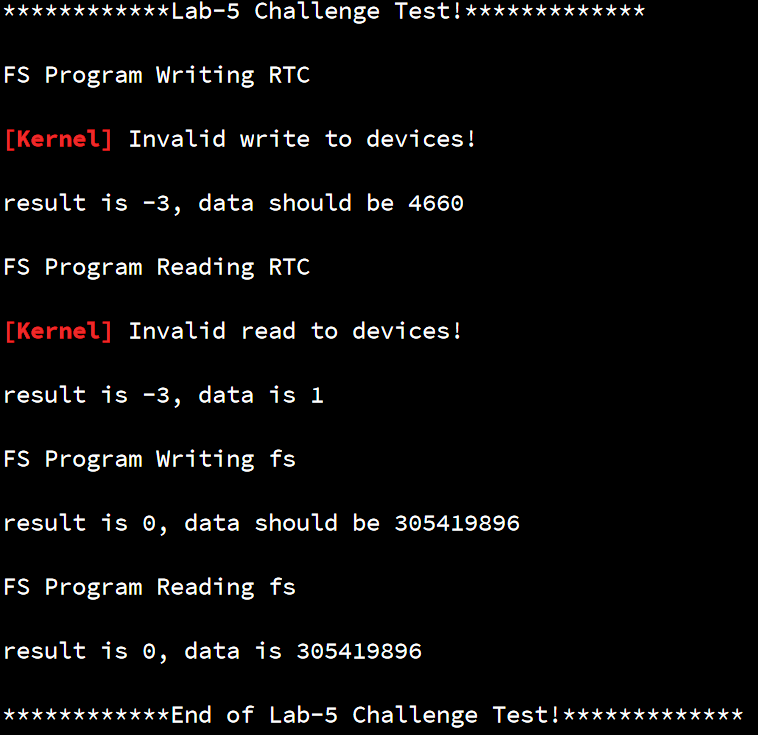 ************Lab-5 Challenge Test!*************
FS Program Writing RTC
[Kernel] Invalid write to devices!
result is -3, data should be 4660
FS Program Reading RTC
[Kernel] Invalid read to devices!
result is -3, data is 1
FS Program Writing fs
result is 0, data should be 305419896
FS Program Reading fs
result is 0, data is 305419896
************End of Lab-5 Challenge Test!*************